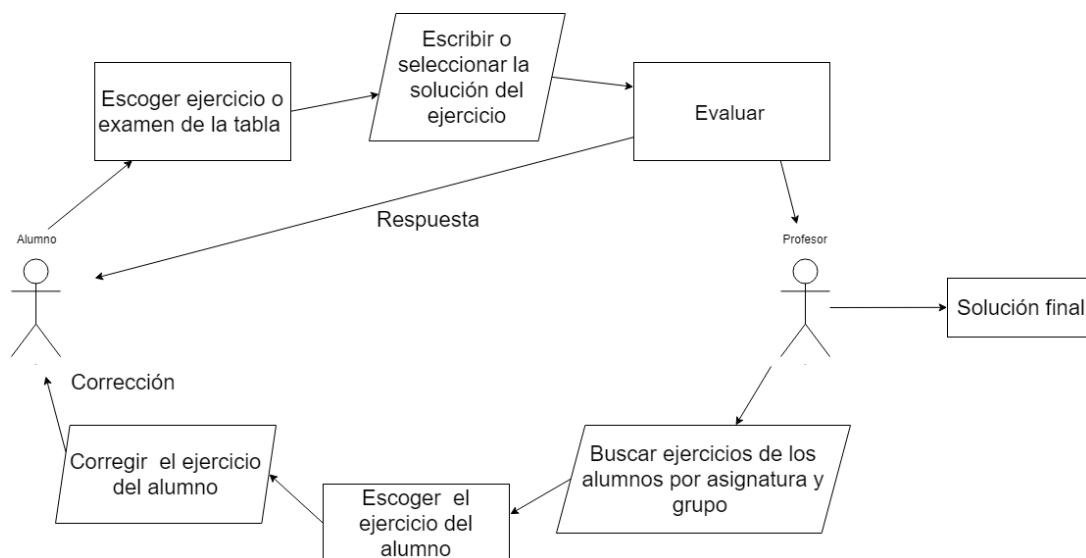 Escribir o
seleccionar la
solución del
ejercicio
Escoger ejercicio o
examen de la tabla
Evaluar
Respuesta
Alumno
Profesor
Solución final
Corrección
Corregir el ejercicio
del alumno
Escoger el
ejercicio del
alumno
Buscar ejercicios de los
alumnos por asignatura y
grupo